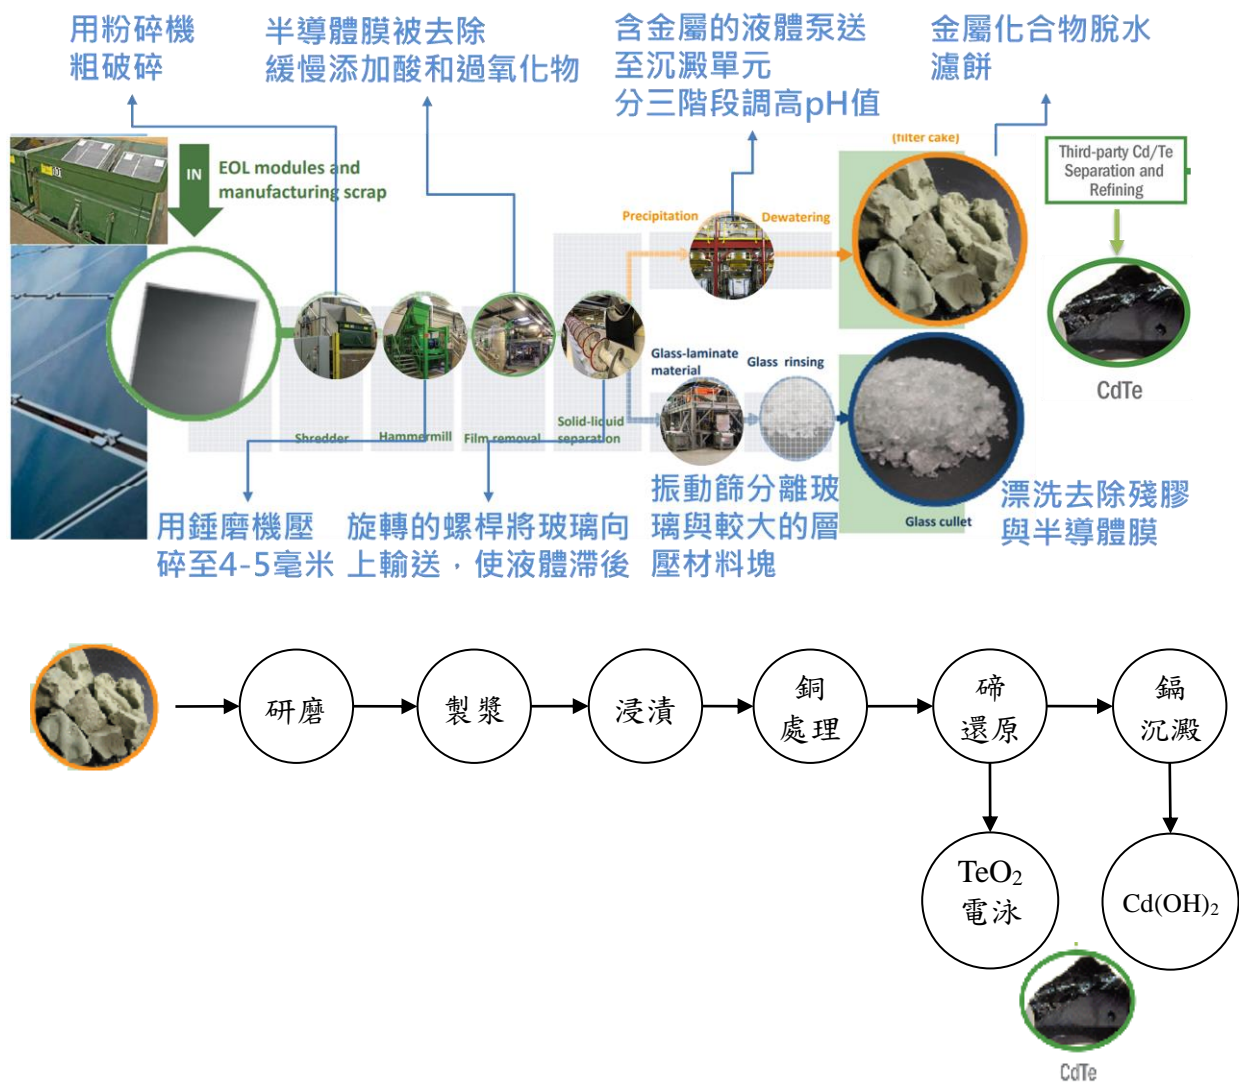 用粉碎機
粗破碎
半導體膜被去除
緩慢添加酸和過氧化物
含金屬的液體泵送
至沉澱單元
分三階段調高pH值
金屬化合物脫水
濾餅
IN
EOL modules and
manufacturing scrap
(filter cake)
Third-party Cd/Te
Separation and
Refining
Precipitation
Dewatering
CdTe
Glass-laminate
material
Glass rinsing
Shredder
Hammermill
Film removal
Solid-liquid
separation
Glass cullet
用錘磨機壓
碎至4-5毫米
旋轉的螺桿將玻璃向
上輸送，使液體滯後
振動篩分離玻
璃與較大的層
壓材料塊
漂洗去除殘膠
與半導體膜
研磨
製漿
浸漬
銅
處理
碲
還原
鎘
沉澱
TeO₂
電泳
Cd(OH)₂
CdTe